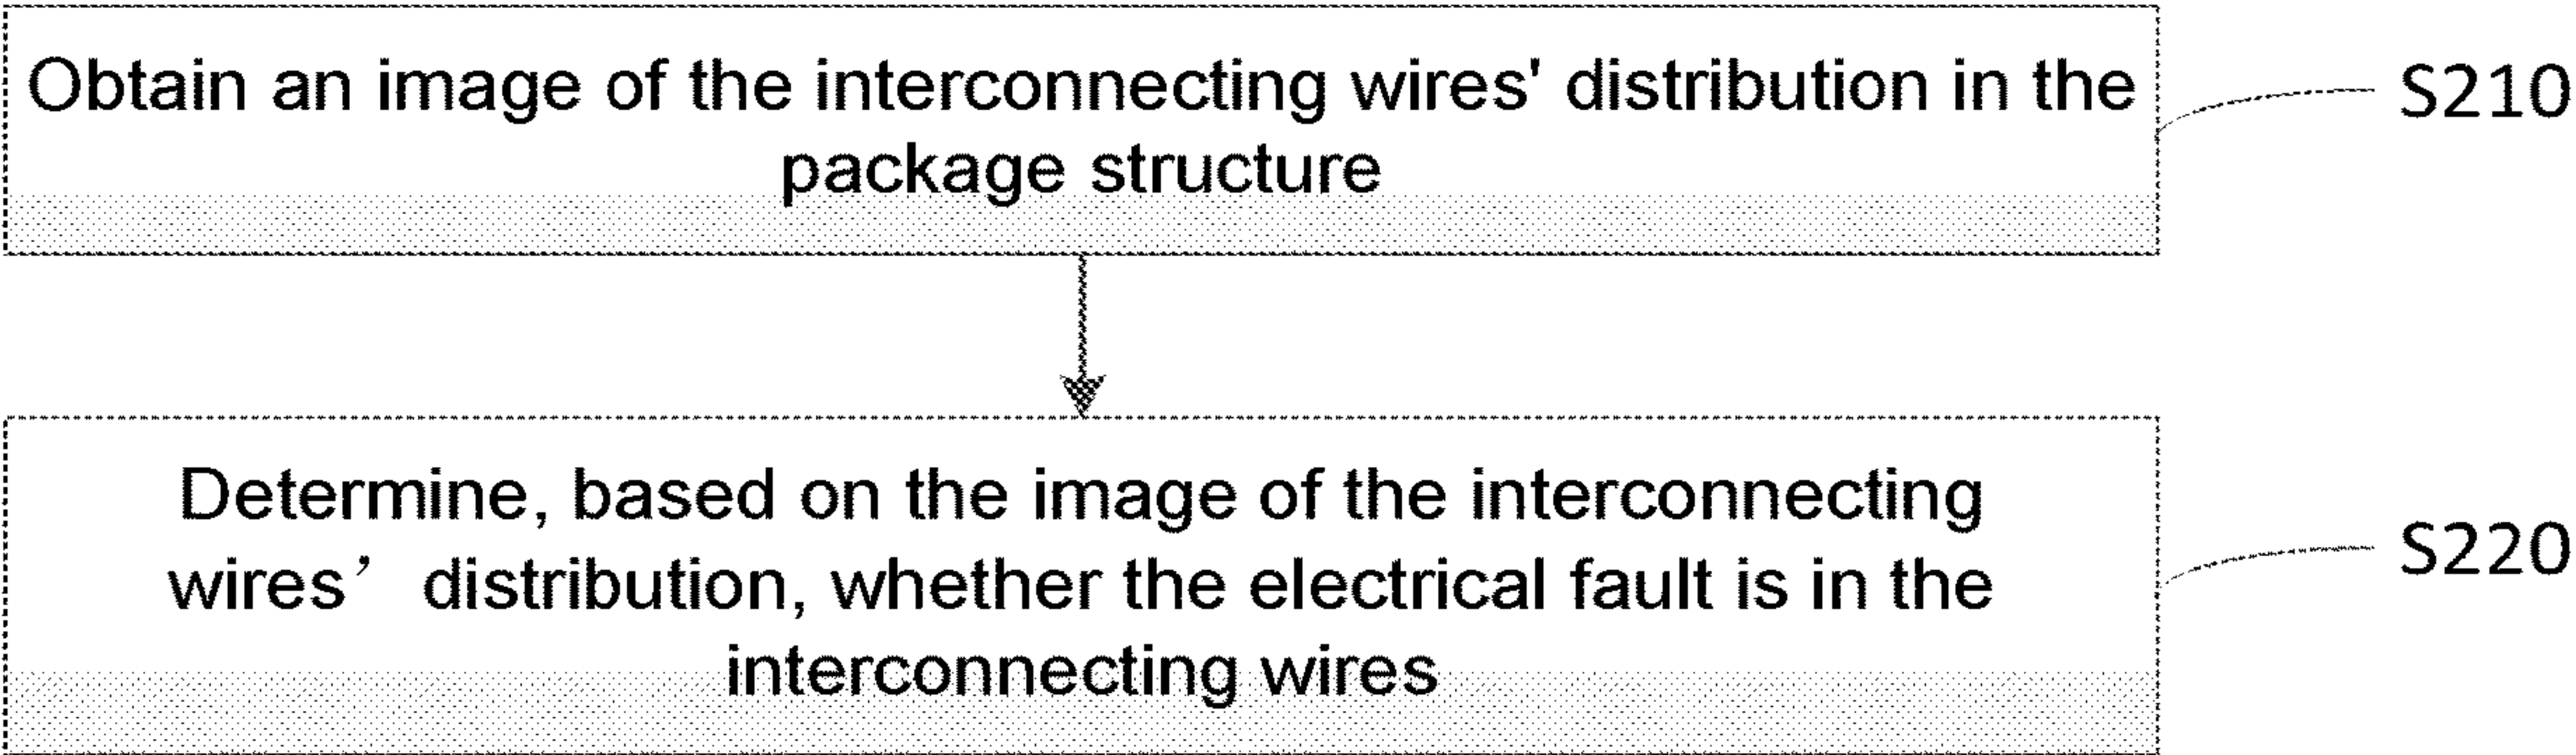 Obtain an image of the interconnecting wires' distribution in the
package structure
S210
Determine, based on the image of the interconnecting
wires’ distribution, whether the electrical fault is in the
interconnecting wires
S220